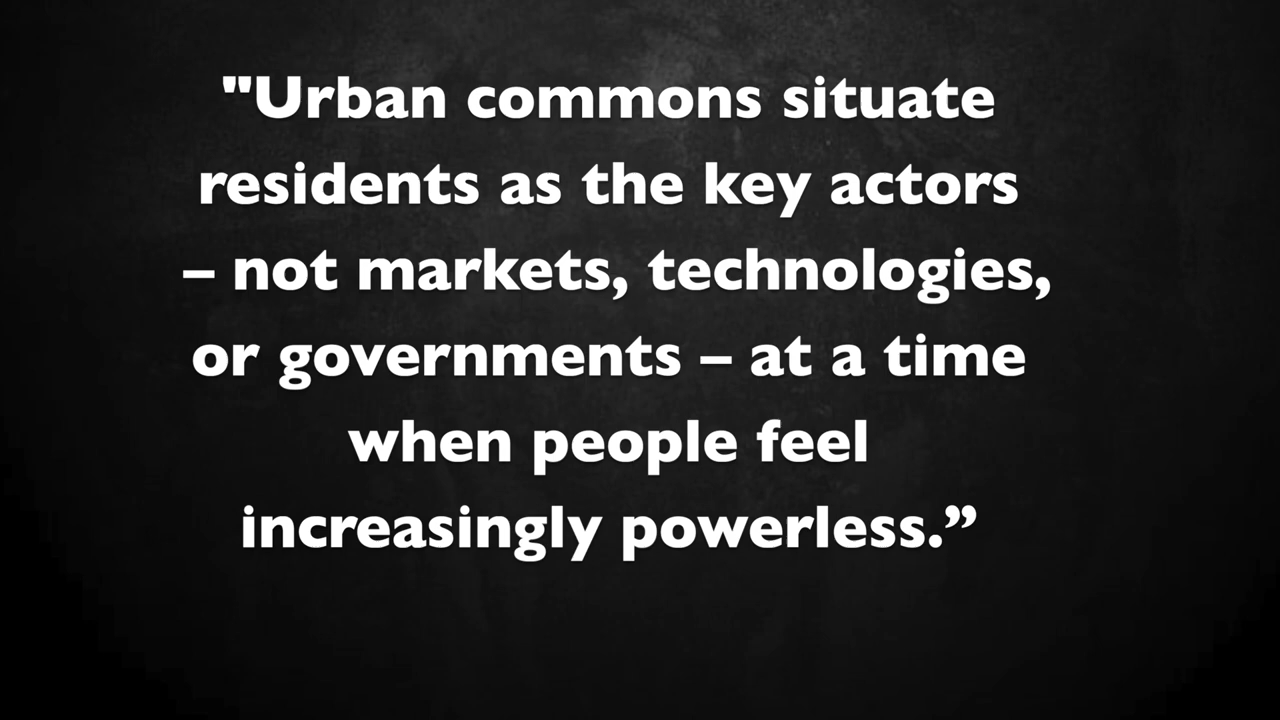 "Urban commons situate
residents as the key actors
– not markets, technologies,
or governments – at a time
when people feel
increasingly powerless.”